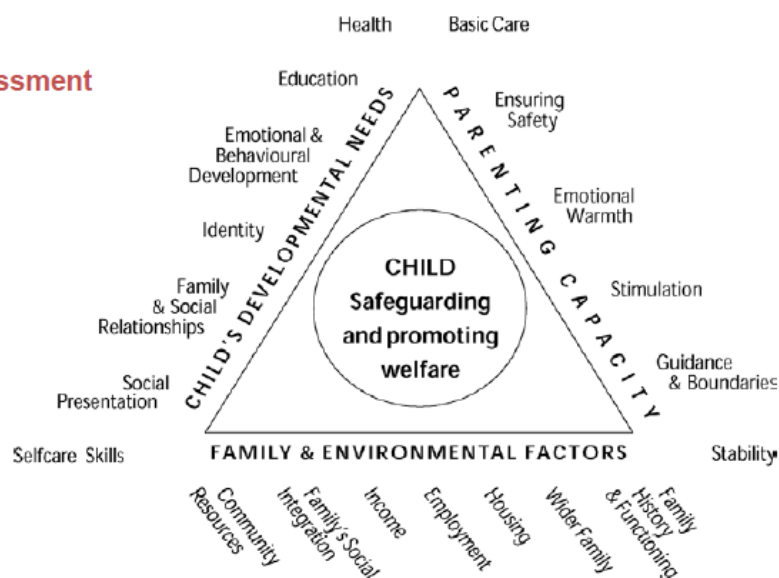 ssment
Health
Education
Emotional &
Behavioural
Development
Identity
Family
& Social
Relationships
Social
Presentation
Selfcare Skills
CHILD'S DEVELOPMENTAL NEEDS
Basic Care
Ensuring
Safety
Emotional
Warmth
Stimulation
Guidance
& Boundaries
Stability
PARENTING CAPACITY
CHILD
Safeguarding
and promoting
welfare
FAMILY & ENVIRONMENTAL FACTORS
Community
Resources
Family's Social
Integration
Income
Employment
Housing
Wider Family
Family
History
& Functioning